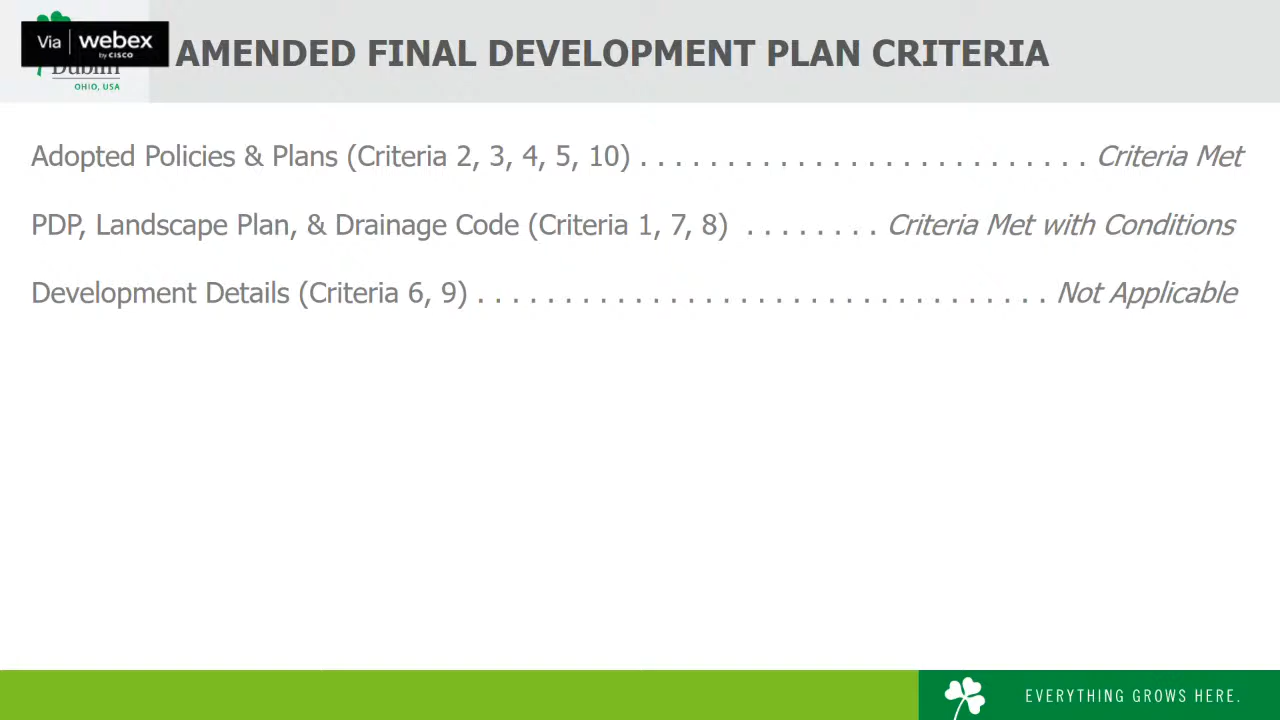 Via webex
by CISCO
Dublin
OHIO, USA
AMENDED FINAL DEVELOPMENT PLAN CRITERIA
Adopted Policies & Plans (Criteria 2, 3, 4, 5, 10) . . . . . . . . . . . . . . . . . . . . . . . . . . Criteria Met
PDP, Landscape Plan, & Drainage Code (Criteria 1, 7, 8) . . . . . . . . Criteria Met with Conditions
Development Details (Criteria 6, 9) . . . . . . . . . . . . . . . . . . . . . . . . . . . . . . . . . Not Applicable
EVERYTHING GROWS HERE.